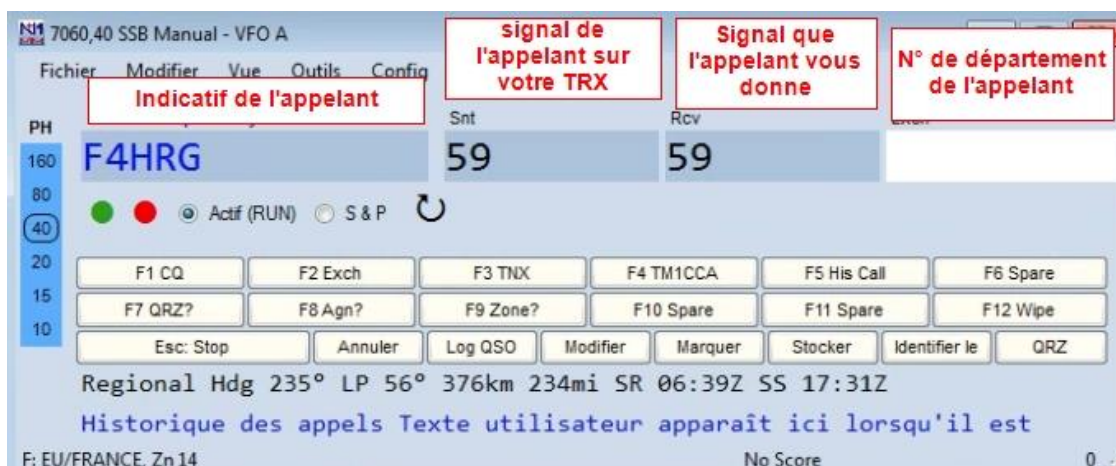 7060,40 SSB Manual - VFO A
Fichier Modifier Vue Outils Config
Indicatif de l'appelant
signal de
l'appelant sur
votre TRX
Signal que
l'appelant vous
donne
N° de département
de l'appelant
PH
Snt
Rcv
160
F4HRG
59
59
80
Actif (RUN)
S & P
40
20
F1 CQ
F2 Exch
F3 TNX
F4 TM1CCA
F5 His Call
F6 Spare
15
F7 QRZ?
F8 Agn?
F9 Zone?
F10 Spare
F11 Spare
F12 Wipe
10
Esc: Stop
Annuler
Log QSO
Modifier
Marquer
Stocker
Identifier le
QRZ
Regional Hdg 235° LP 56° 376km 234mi SR 06:39Z SS 17:31Z
Historique des appels Texte utilisateur apparaît ici lorsqu'il est
F: EU/FRANCE, Zn 14
No Score
0